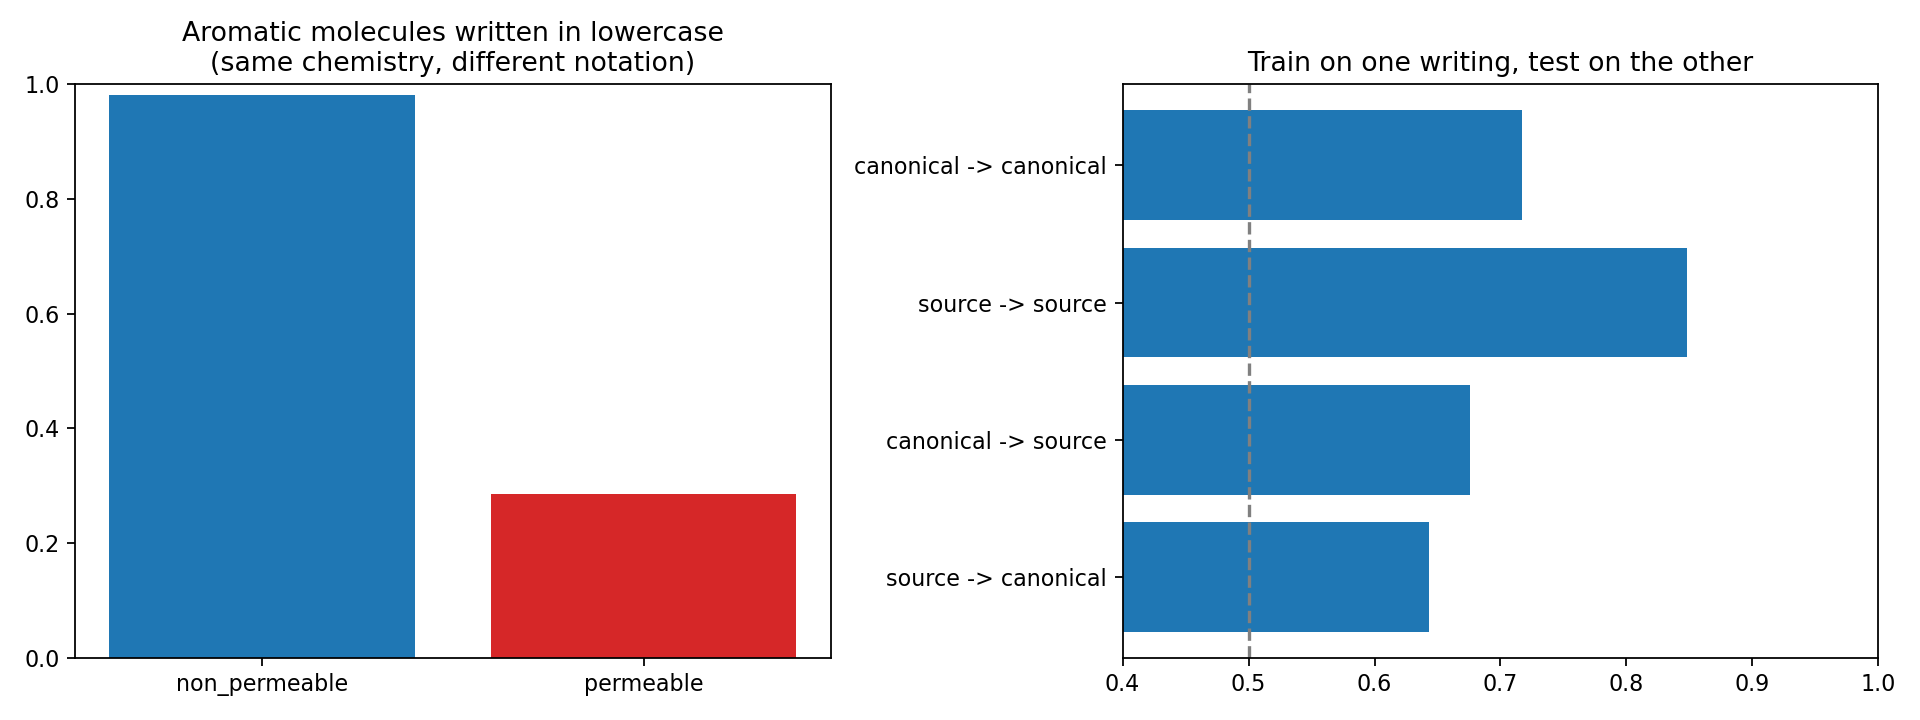 Aromatic molecules written in lowercase
(same chemistry, different notation)
1.0
0.8
0.6
0.4
0.2
0.0
non_permeable permeable
Train on one writing, test on the other
canonical -> canonical
source -> source
canonical -> source
source -> canonical
0.4 0.5 0.6 0.7 0.8 0.9 1.0